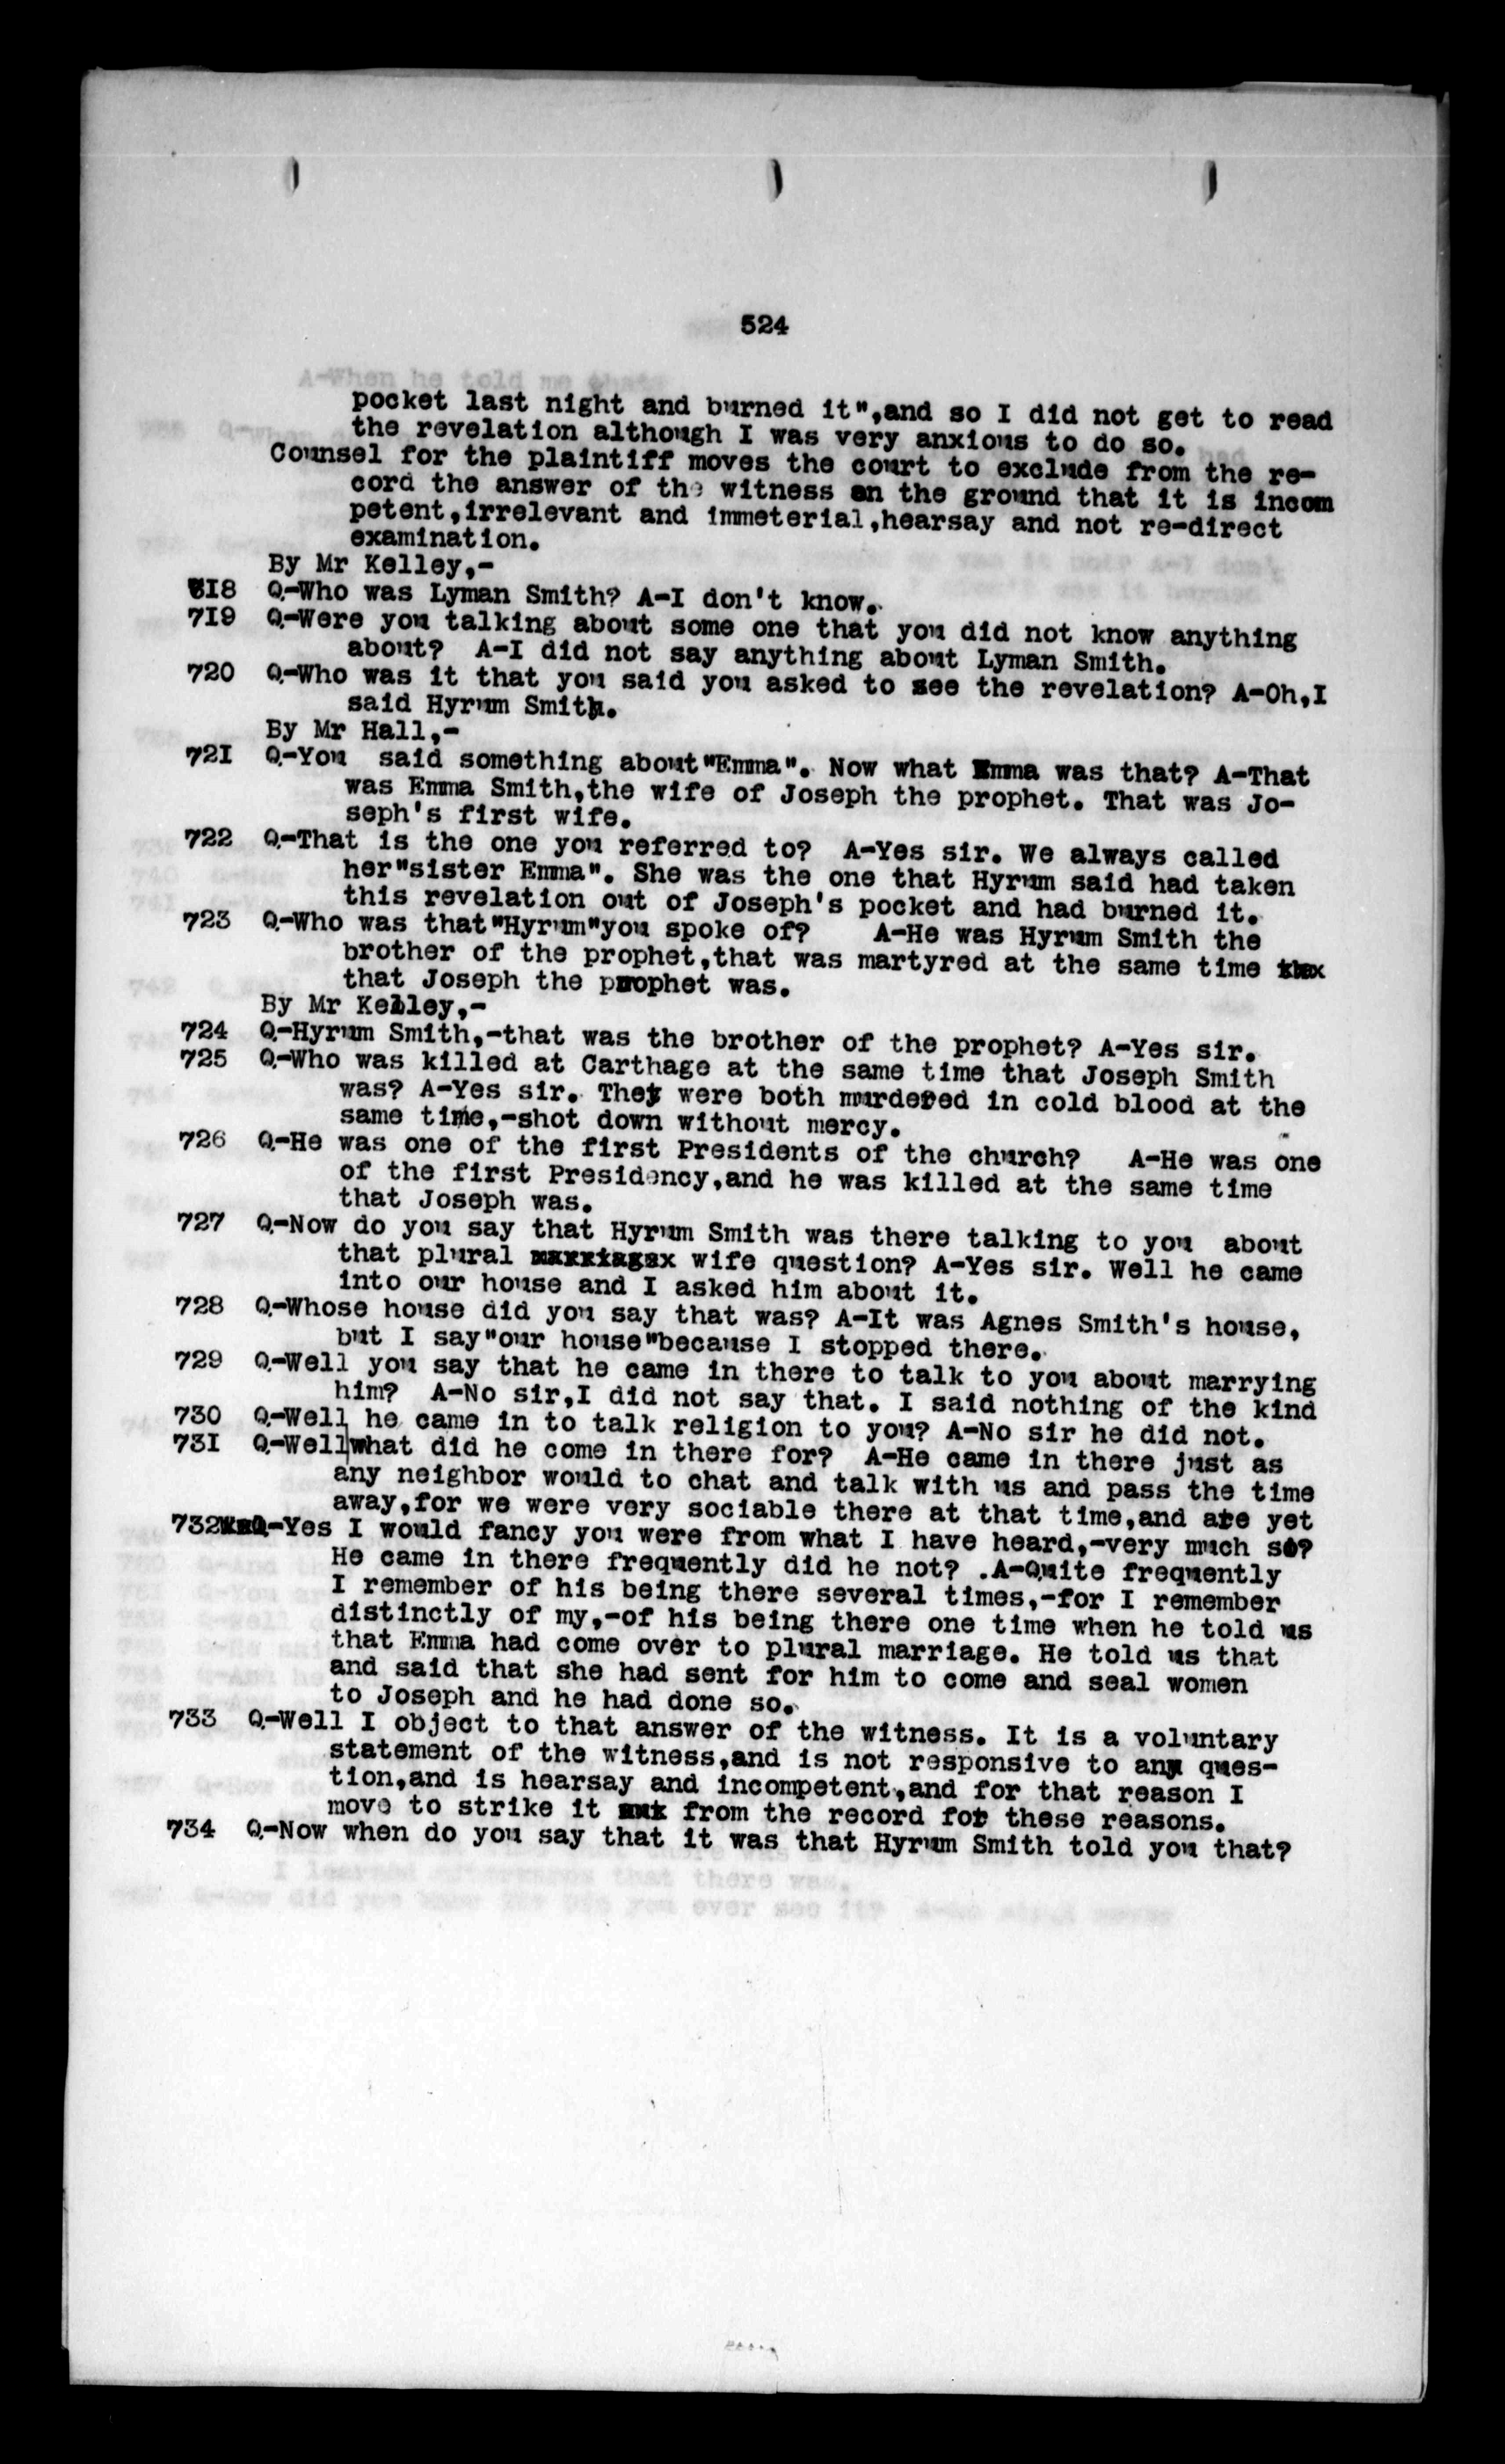 524
pocket last night and burned it",and so I did not get to read
the revelation although I was very anxious to do so.
Counsel for the plaintiff moves the court to exclude from the re-
cord the answer of the witness on the ground that it is incom
petent,irrelevant and immeterial,hearsay and not re-direct
examination.
By Mr Kelley,-
718 Q-Who was Lyman Smith? A-I don't know.
719 Q-Were you talking about some one that you did not know anything
about? A-I did not say anything about Lyman Smith.
720 Q-Who was it that you said you asked to see the revelation? A-Oh,I
said Hyrum Smith.
By Mr Hall,-
721 Q-You said something about"Emma". Now what Emma was that? A-That
was Emma Smith,the wife of Joseph the prophet. That was Jo-
seph's first wife.
722 Q-That is the one you referred to? A-Yes sir. We always called
her"sister Emma". She was the one that Hyrum said had taken
this revelation out of Joseph's pocket and had burned it.
723 Q-Who was that"Hyrum"you spoke of? A-He was Hyrum Smith the
brother of the prophet,that was martyred at the same time
that Joseph the prophet was.
By Mr Kelley,-
724 Q-Hyrum Smith,-that was the brother of the prophet? A-Yes sir.
725 Q-Who was killed at Carthage at the same time that Joseph Smith
was? A-Yes sir. They were both murdered in cold blood at the
same time,-shot down without mercy.
726 Q-He was one of the first Presidents of the church? A-He was one
of the first Presidency,and he was killed at the same time
that Joseph was.
727 Q-Now do you say that Hyrum Smith was there talking to you about
that plural wife question? A-Yes sir. Well he came
into our house and I asked him about it.
728 Q-Whose house did you say that was? A-It was Agnes Smith's house,
but I say"our house"because I stopped there.
729 Q-Well you say that he came in there to talk to you about marrying
him? A-No sir,I did not say that. I said nothing of the kind
730 Q-Well he came in to talk religion to you? A-No sir he did not.
731 Q-Well what did he come in there for? A-He came in there just as
any neighbor would to chat and talk with us and pass the time
away,for we were very sociable there at that time,and are yet
732 Q-Yes I would fancy you were from what I have heard,-very much so?
He came in there frequently did he not? .A-Quite frequently
I remember of his being there several times,-for I remember
distinctly of my,-of his being there one time when he told us
that Emma had come over to plural marriage. He told us that
and said that she had sent for him to come and seal women
to Joseph and he had done so.
733 Q-Well I object to that answer of the witness. It is a voluntary
statement of the witness,and is not responsive to any ques-
tion,and is hearsay and incompetent,and for that reason I
move to strike it from the record for these reasons.
734 Q-Now when do you say that it was that Hyrum Smith told you that?